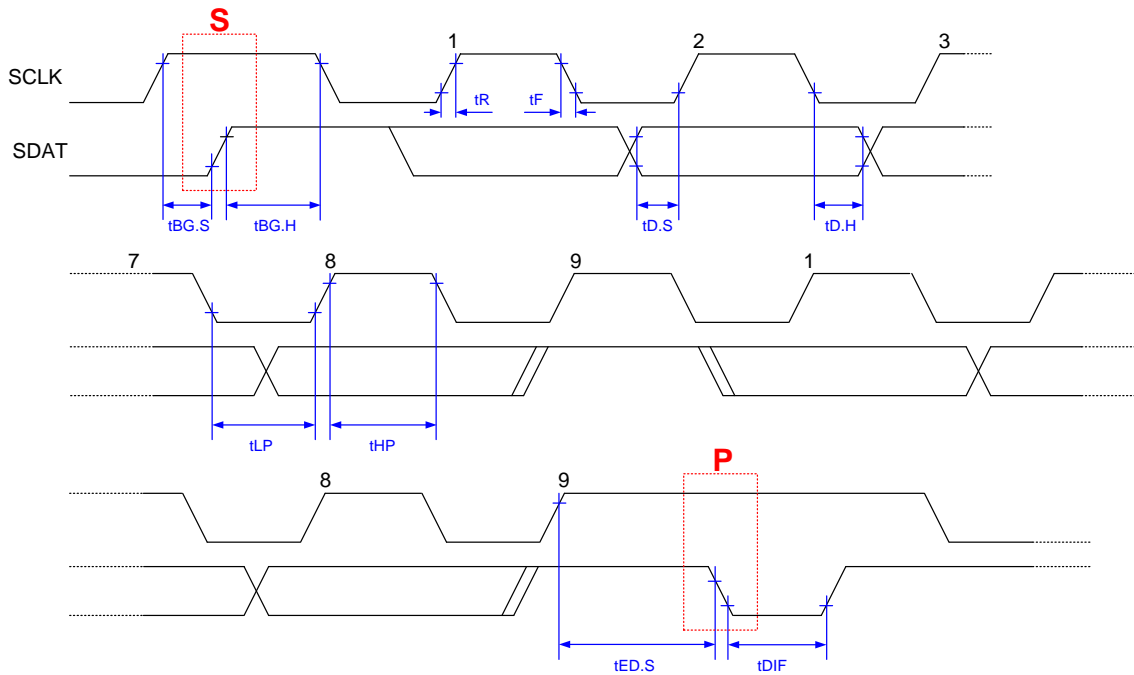 S
1 2 3
SCLK
tR tF
SDAT
tBG.S tBG.H tD.S tD.H
7 8 9 1
tLP tHP
P
8 9
tED.S tDIF